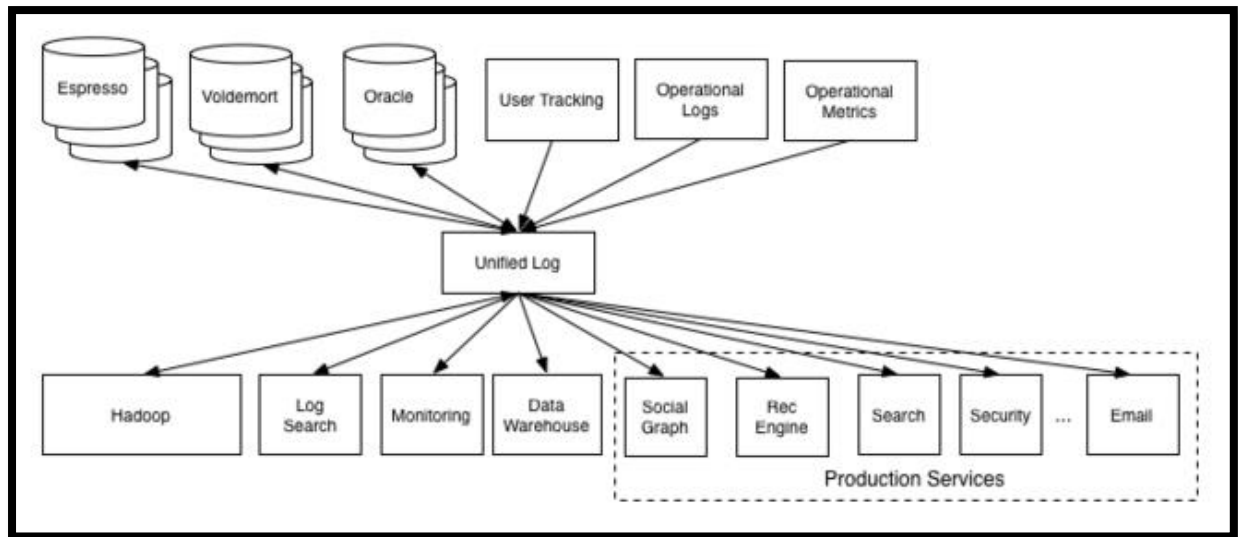 Espresso
Voldemort
Oracle
User Tracking
Operational
Logs
Operational
Metrics
Unified Log
Hadoop
Log
Search
Monitoring
Data
Warehouse
Social
Graph
Rec
Engine
Search
Security
...
Email
Production Services